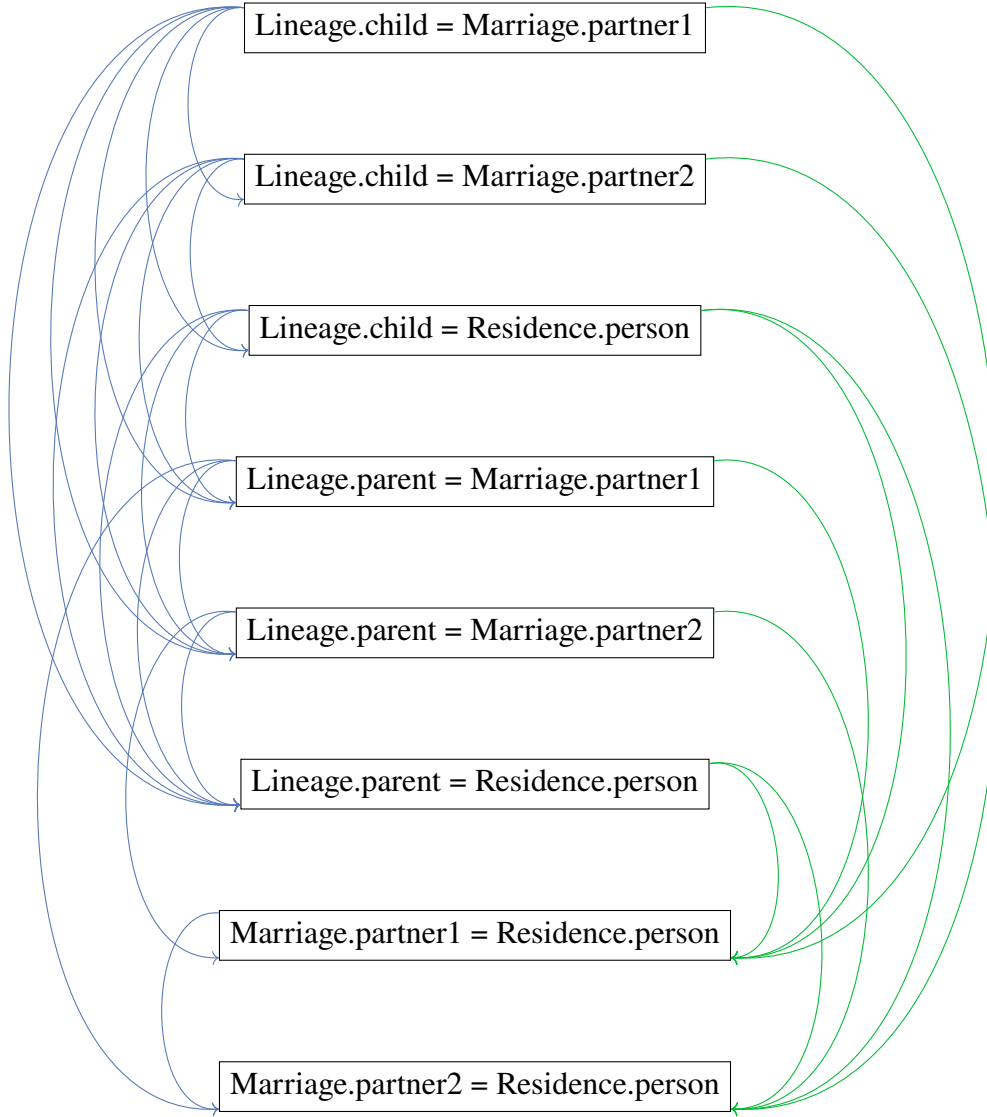 Lineage.child = Marriage.partner1
Lineage.child = Marriage.partner2
Lineage.child = Residence.person
Lineage.parent = Marriage.partner1
Lineage.parent = Marriage.partner2
Lineage.parent = Residence.person
Marriage.partner1 = Residence.person
Marriage.partner2 = Residence.person